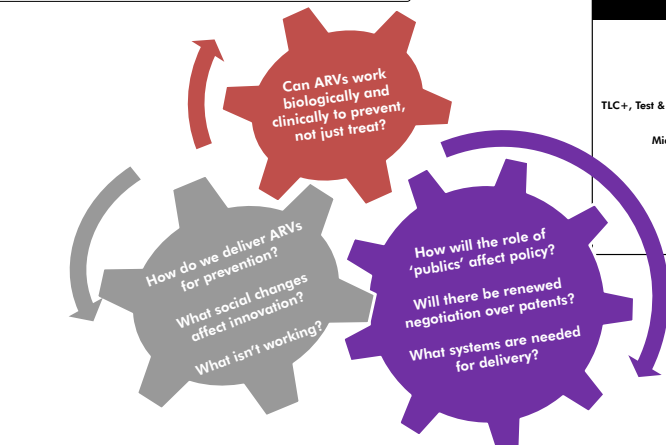 Can ARVs work
biologically and
clinically to prevent,
not just treat?
TLC+, Test &
How do we deliver ARVs
for prevention?
What social changes
affect innovation?
What isn't working?
How will the role of
‘publics’ affect policy?
Will there be renewed
negotiation over patents?
What systems are needed
for delivery?